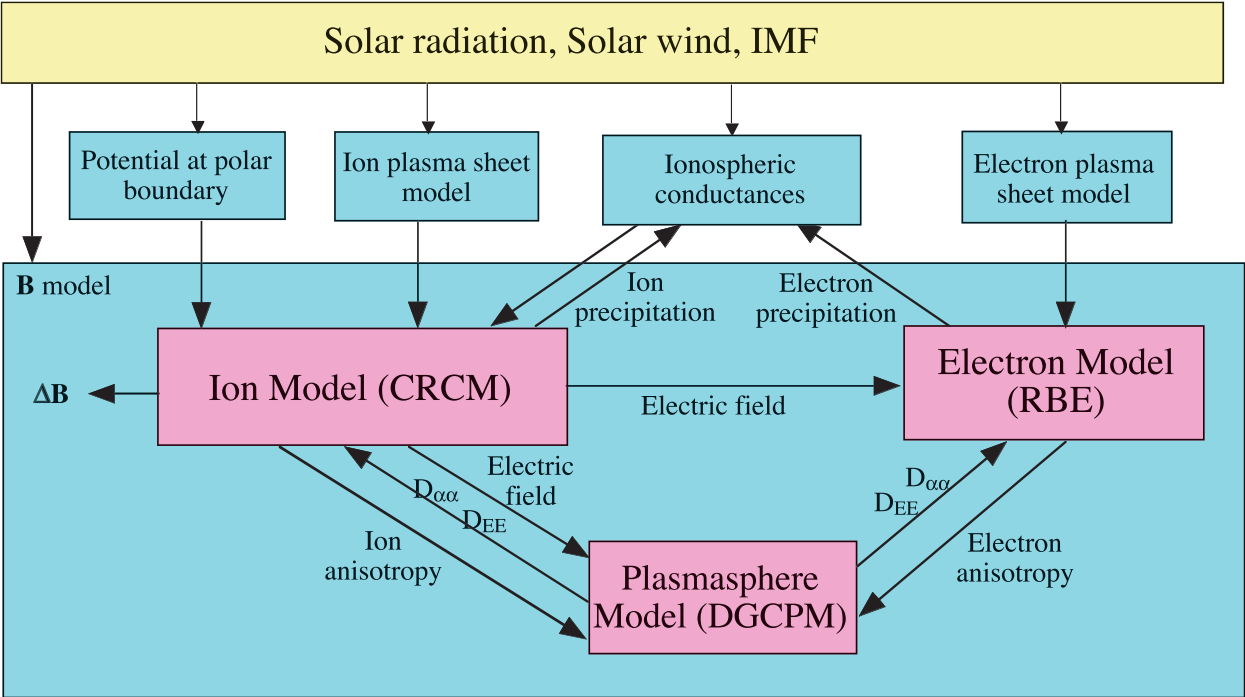 Solar radiation, Solar wind, IMF
Potential at polar
boundary
Ion plasma sheet
model
Ionospheric
conductances
Electron plasma
sheet model
B model
Ion
precipitation
Electron
precipitation
Ion Model (CRCM)
Electron Model
(RBE)
ΔB
Electric field
Electric
field
Dαα
DEE
Dαα
DEE
Ion
anisotropy
Electron
anisotropy
Plasmasphere
Model (DGCPM)